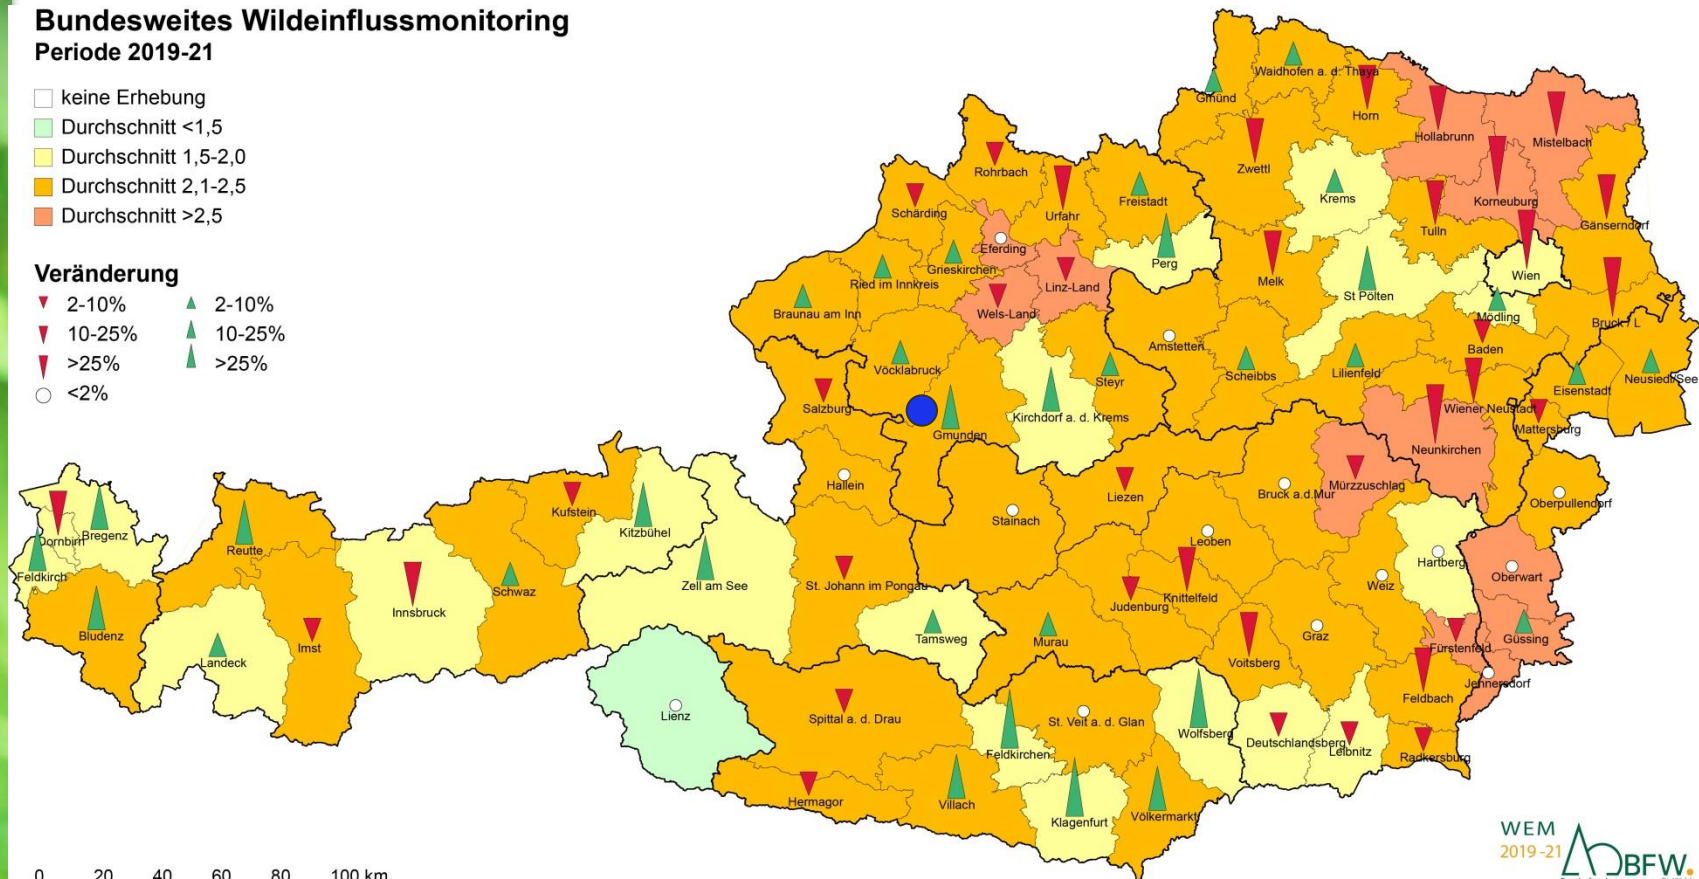 Bundesweites Wildeinflussmonitoring
Periode 2019-21
keine Erhebung
Durchschnitt <1,5
Durchschnitt 1,5-2,0
Durchschnitt 2,1-2,5
Durchschnitt >2,5
Veränderung
2-10% 2-10%
10-25% 10-25%
>25% >25%
<2%
Waidhofen a. d. Thaya
Gmünd
Horn
Hollabrunn
Mistelbach
Zwettl
Rohrbach
Krems
Korneuburg
Schärding
Urfahr
Freistadt
Tulln
Gänserndorf
Eferding
Grieskirchen
Perg
Wien
Ried im Innkreis
Linz-Land
Melk
St Pölten
Braunau am Inn
Wels-Land
Mödling
Bruck / L
Amstetten
Baden
Vöcklabruck
Steyr
Scheibbs
Lilienfeld
Neusiedl/See
Eisenstadt
Salzburg
Kirchdorf a. d. Krems
Wiener Neustadt
Gmunden
Mattersburg
Neunkirchen
Hallein
Liezen
Bruck a.d.Mur
Mürzzuschlag
Oberpullendorf
Kufstein
Stainach
Dornbirn
Bregenz
Kitzbühel
Reutte
Leoben
Hartberg
Feldkirch
Zell am See
St. Johann im Pongau
Weiz
Oberwart
Schwaz
Innsbruck
Knittelfeld
Judenburg
Bludenz
Imst
Landeck
Tamsweg
Murau
Graz
Voitsberg
Fürstenfeld
Güssing
Jennersdorf
Feldbach
Lienz
Spittal a. d. Drau
St. Veit a. d. Glan
Wolfsberg
Deutschlandsberg
Leibnitz
Feldkirchen
Radkersburg
Hermagor
Villach
Klagenfurt
Völkermarkt
0 20 40 60 80 100 km
WEM
2019-21
BFW.